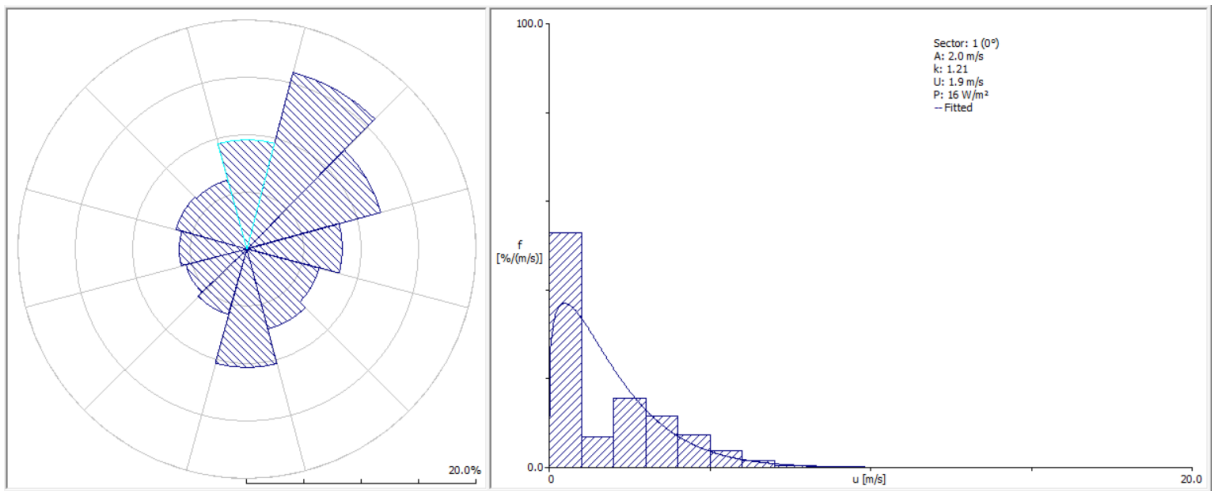 20.0%
100.0
f
[%/(m/s)]
0.0
0
u [m/s]
20.0
Sector: 1 (0°)
A: 2.0 m/s
k: 1.21
U: 1.9 m/s
P: 16 W/m²
-- Fitted